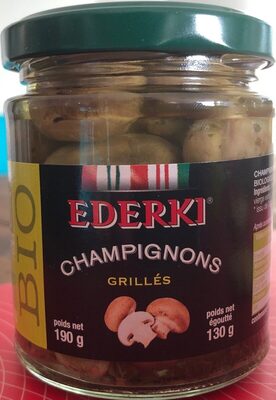 BIO
EDERKI®
CHAMPIGNONS
GRILLÉS
poids net
190 g
poids net
égoutté
130 g